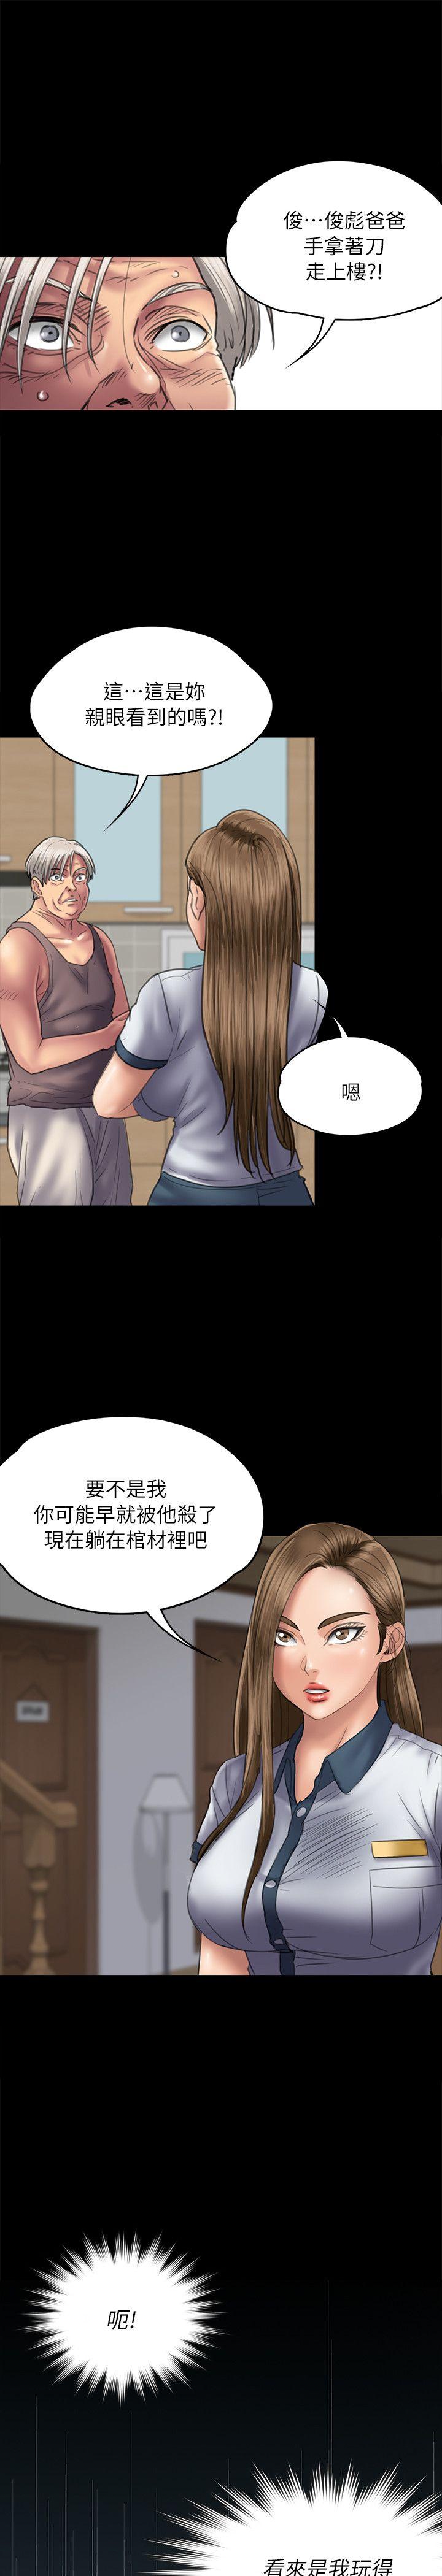 俊…俊彪爸爸
手拿著刀
走上樓?!
這…這是妳
親眼看到的嗎?!
嗯
要不是我
你可能早就被他殺了
現在躺在棺材裡吧
呃!
看來是我玩得